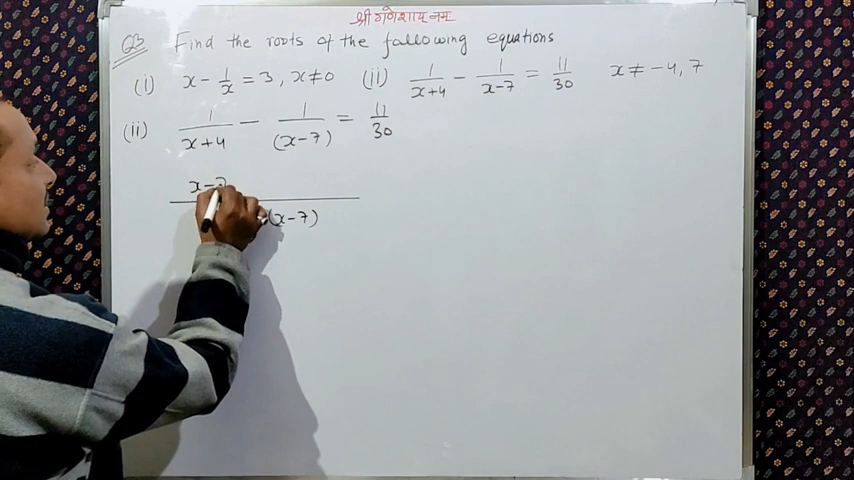 श्री गणेशाय नमः
Q3 Find the roots of the following equations
(i) x - 1/x = 3, x ≠ 0 (ii) 1/(x+4) - 1/(x-7) = 11/30 x ≠ -4, 7
(ii) 1/(x+4) - 1/((x-7)) = 11/30
x-7
(x-7)